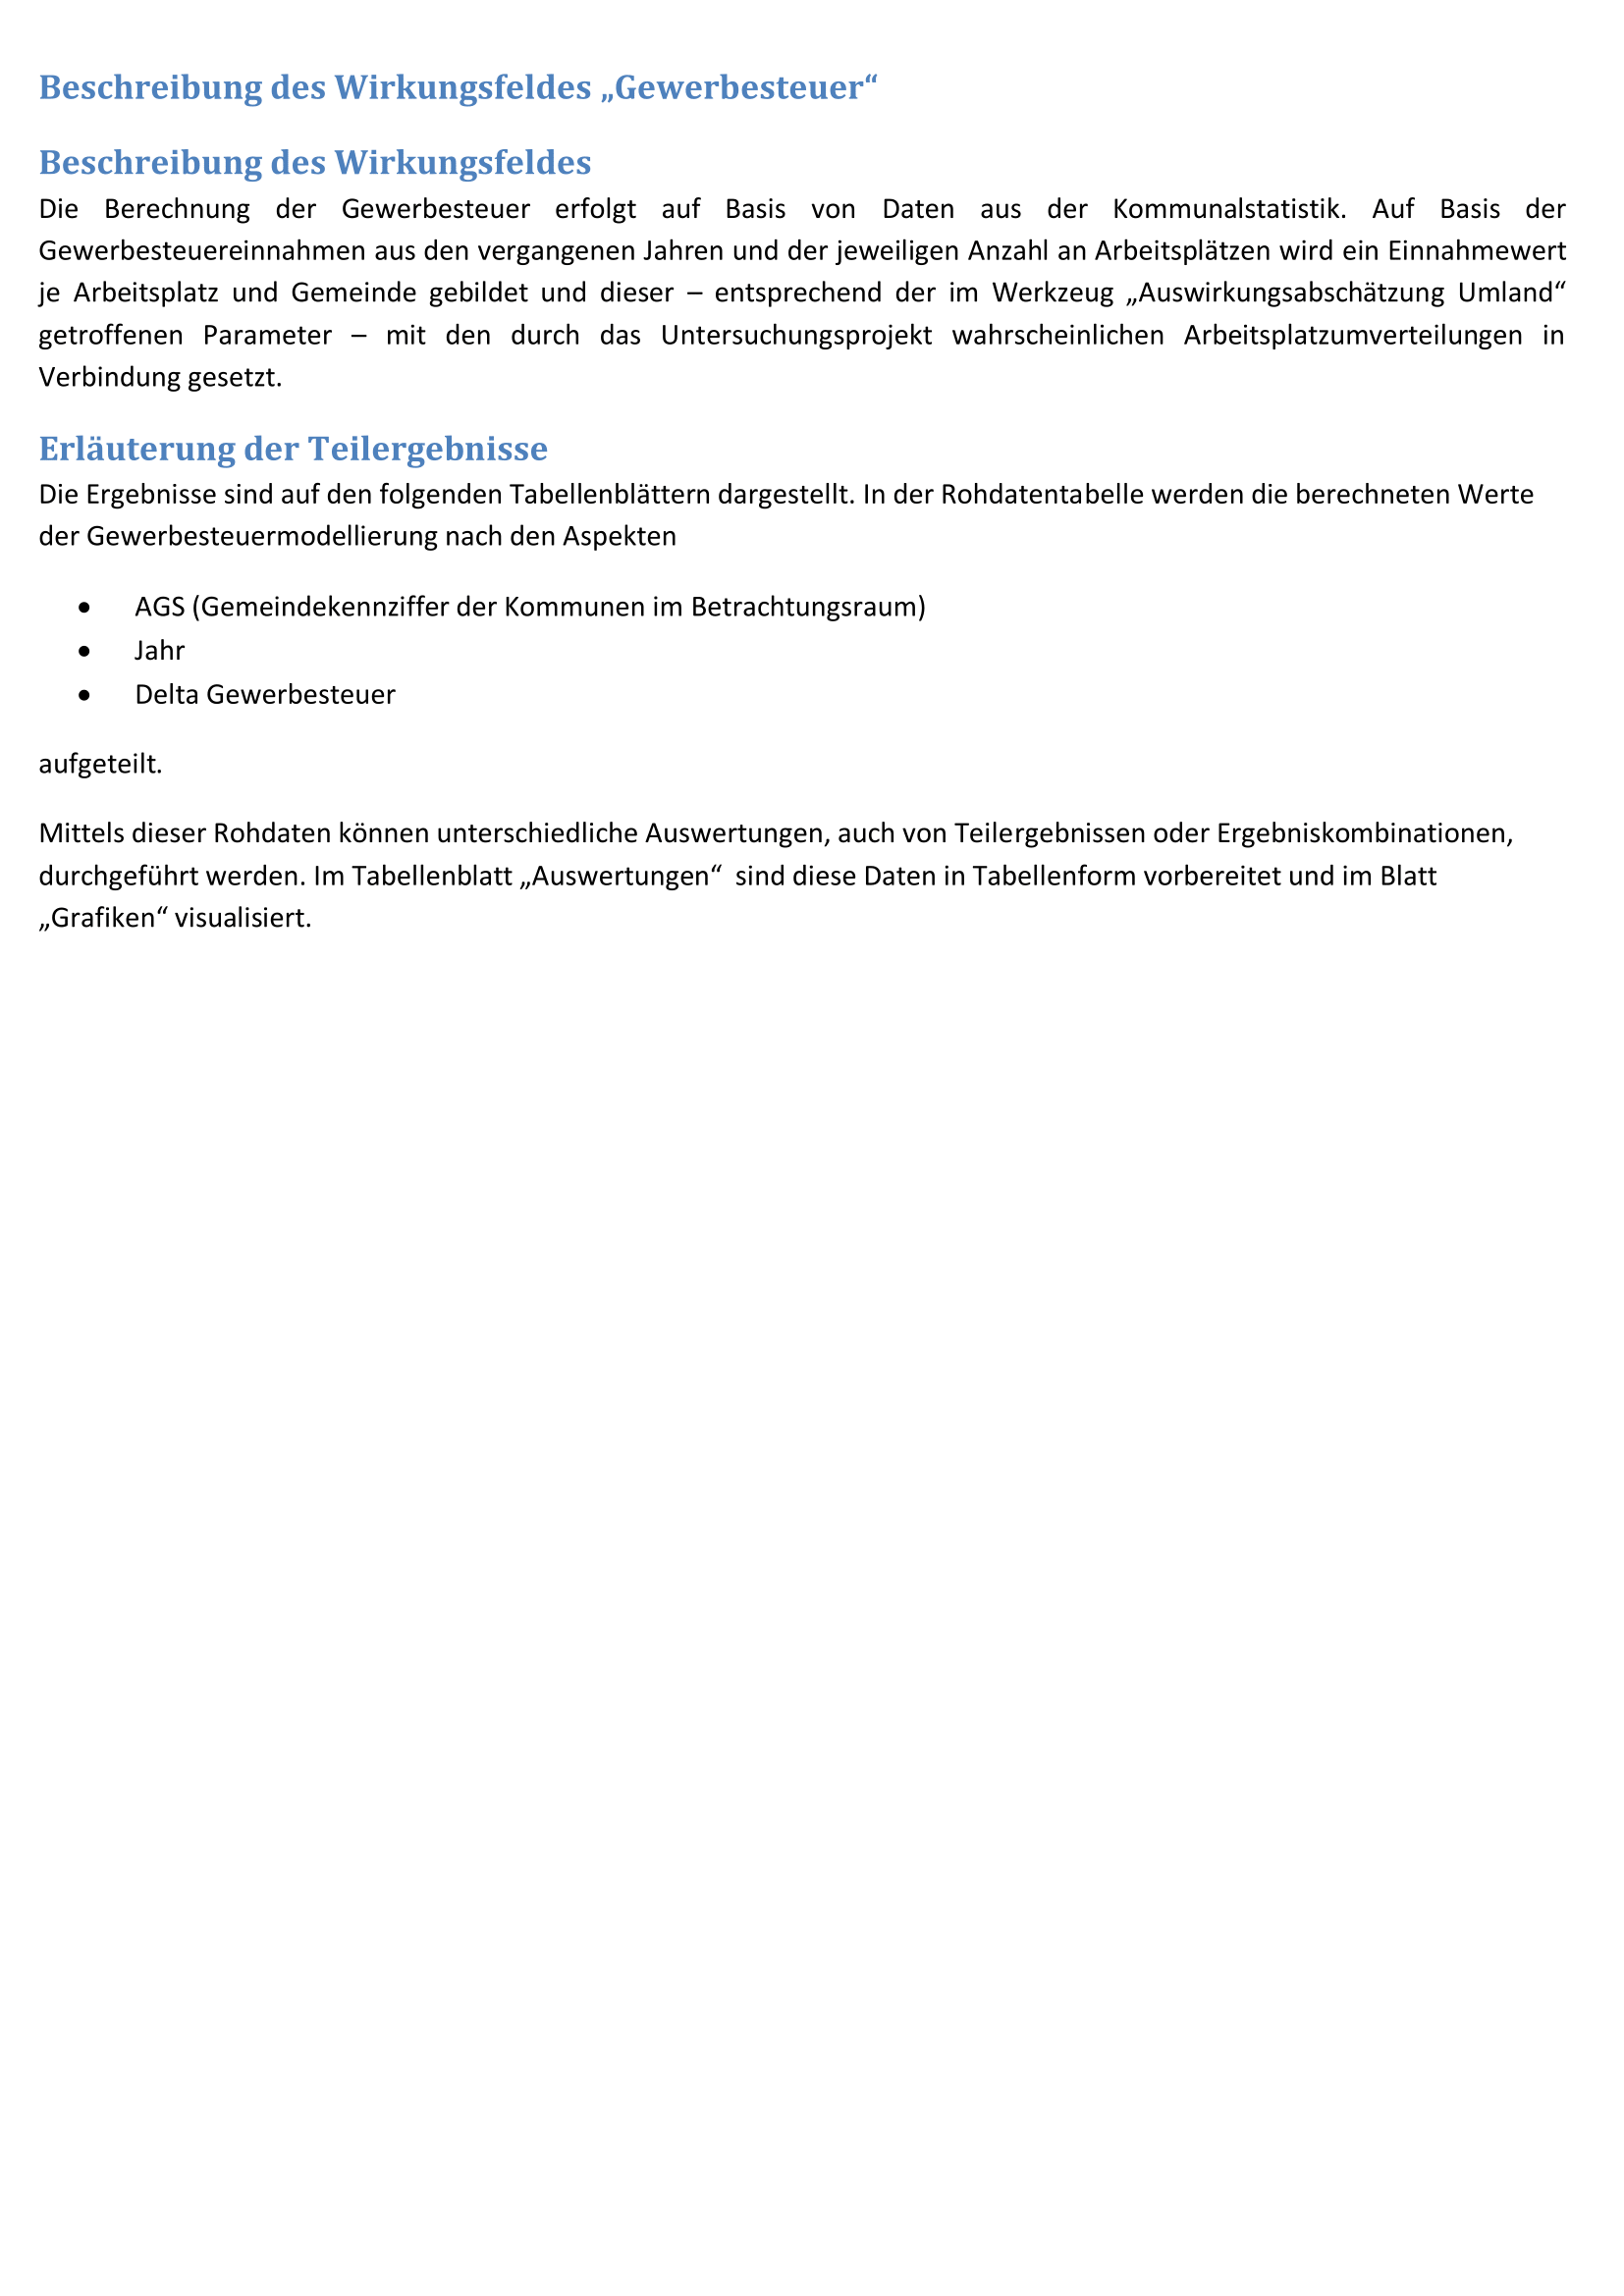 Beschreibung des Wirkungsfeldes „Gewerbesteuer“
Beschreibung des Wirkungsfeldes
Die Berechnung der Gewerbesteuer erfolgt auf Basis von Daten aus der Kommunalstatistik. Auf Basis der
Gewerbesteuereinnahmen aus den vergangenen Jahren und der jeweiligen Anzahl an Arbeitsplätzen wird ein Einnahmewert
je Arbeitsplatz und Gemeinde gebildet und dieser – entsprechend der im Werkzeug „Auswirkungsabschätzung Umland“
getroffenen Parameter – mit den durch das Untersuchungsprojekt wahrscheinlichen Arbeitsplatzumverteilungen in
Verbindung gesetzt.
Erläuterung der Teilergebnisse
Die Ergebnisse sind auf den folgenden Tabellenblättern dargestellt. In der Rohdatentabelle werden die berechneten Werte
der Gewerbesteuermodellierung nach den Aspekten
• AGS (Gemeindekennziffer der Kommunen im Betrachtungsraum)
• Jahr
• Delta Gewerbesteuer
aufgeteilt.
Mittels dieser Rohdaten können unterschiedliche Auswertungen, auch von Teilergebnissen oder Ergebniskombinationen,
durchgeführt werden. Im Tabellenblatt „Auswertungen“  sind diese Daten in Tabellenform vorbereitet und im Blatt
„Grafiken“ visualisiert.